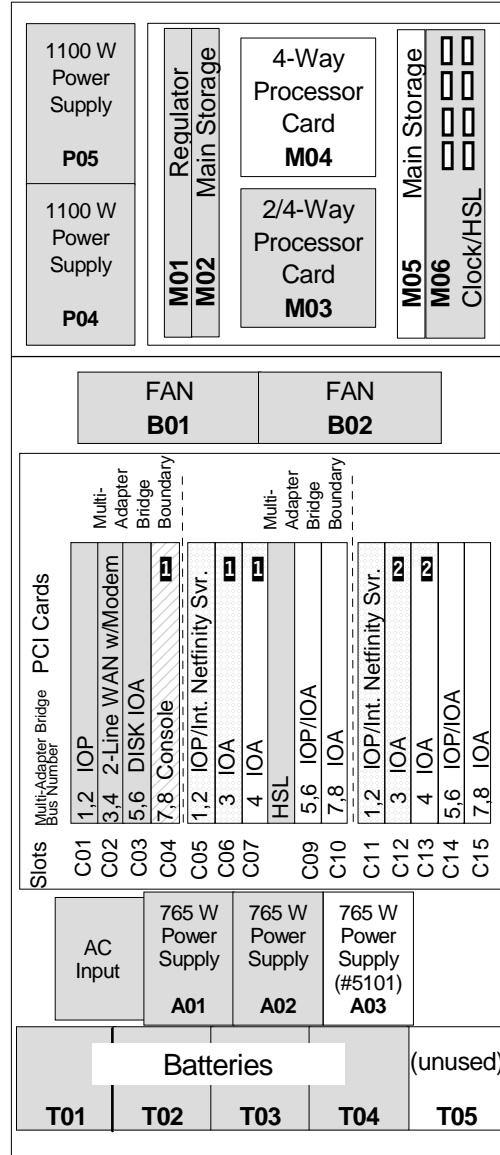 1100 W
Power
Supply
P05
1100 W
Power
Supply
P04
M01 Regulator
M02 Main Storage
4-Way
Processor
Card
M04
2/4-Way
Processor
Card
M03
M05 Main Storage
M06
Clock/HSL
FAN
B01
FAN
B02
Multi-
Adapter
Bridge
Boundary
Multi-
Adapter
Bridge
Boundary
Slots
Multi-Adapter Bridge
Bus Number
PCI Cards
C01 1,2 IOP
C02 3,4 2-Line WAN w/Modem
C03 5,6 DISK IOA
C04 7,8 Console 1
C05 1,2 IOP/Int. Netfinity Svr.
C06 3 IOA 1
C07 4 IOA 1
HSL
C09 5,6 IOP/IOA
C10 7,8 IOA
C11 1,2 IOP/Int. Netfinity Svr.
C12 3 IOA 2
C13 4 IOA 2
C14 5,6 IOP/IOA
C15 7,8 IOA
AC
Input
765 W
Power
Supply
A01
765 W
Power
Supply
A02
765 W
Power
Supply
(#5101)
A03
Batteries
(unused)
T01
T02
T03
T04
T05